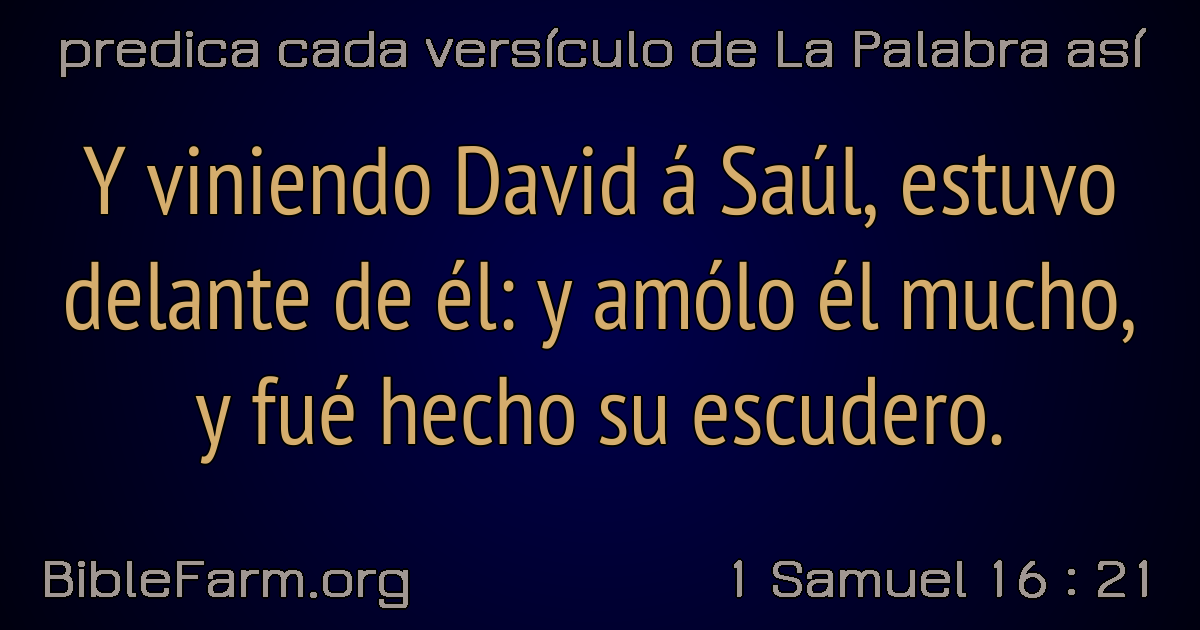 predica cada versículo de La Palabra así
Y viniendo David á Saúl, estuvo
delante de él: y amólo él mucho,
y fué hecho su escudero.
BibleFarm.org
1 Samuel 16 : 21